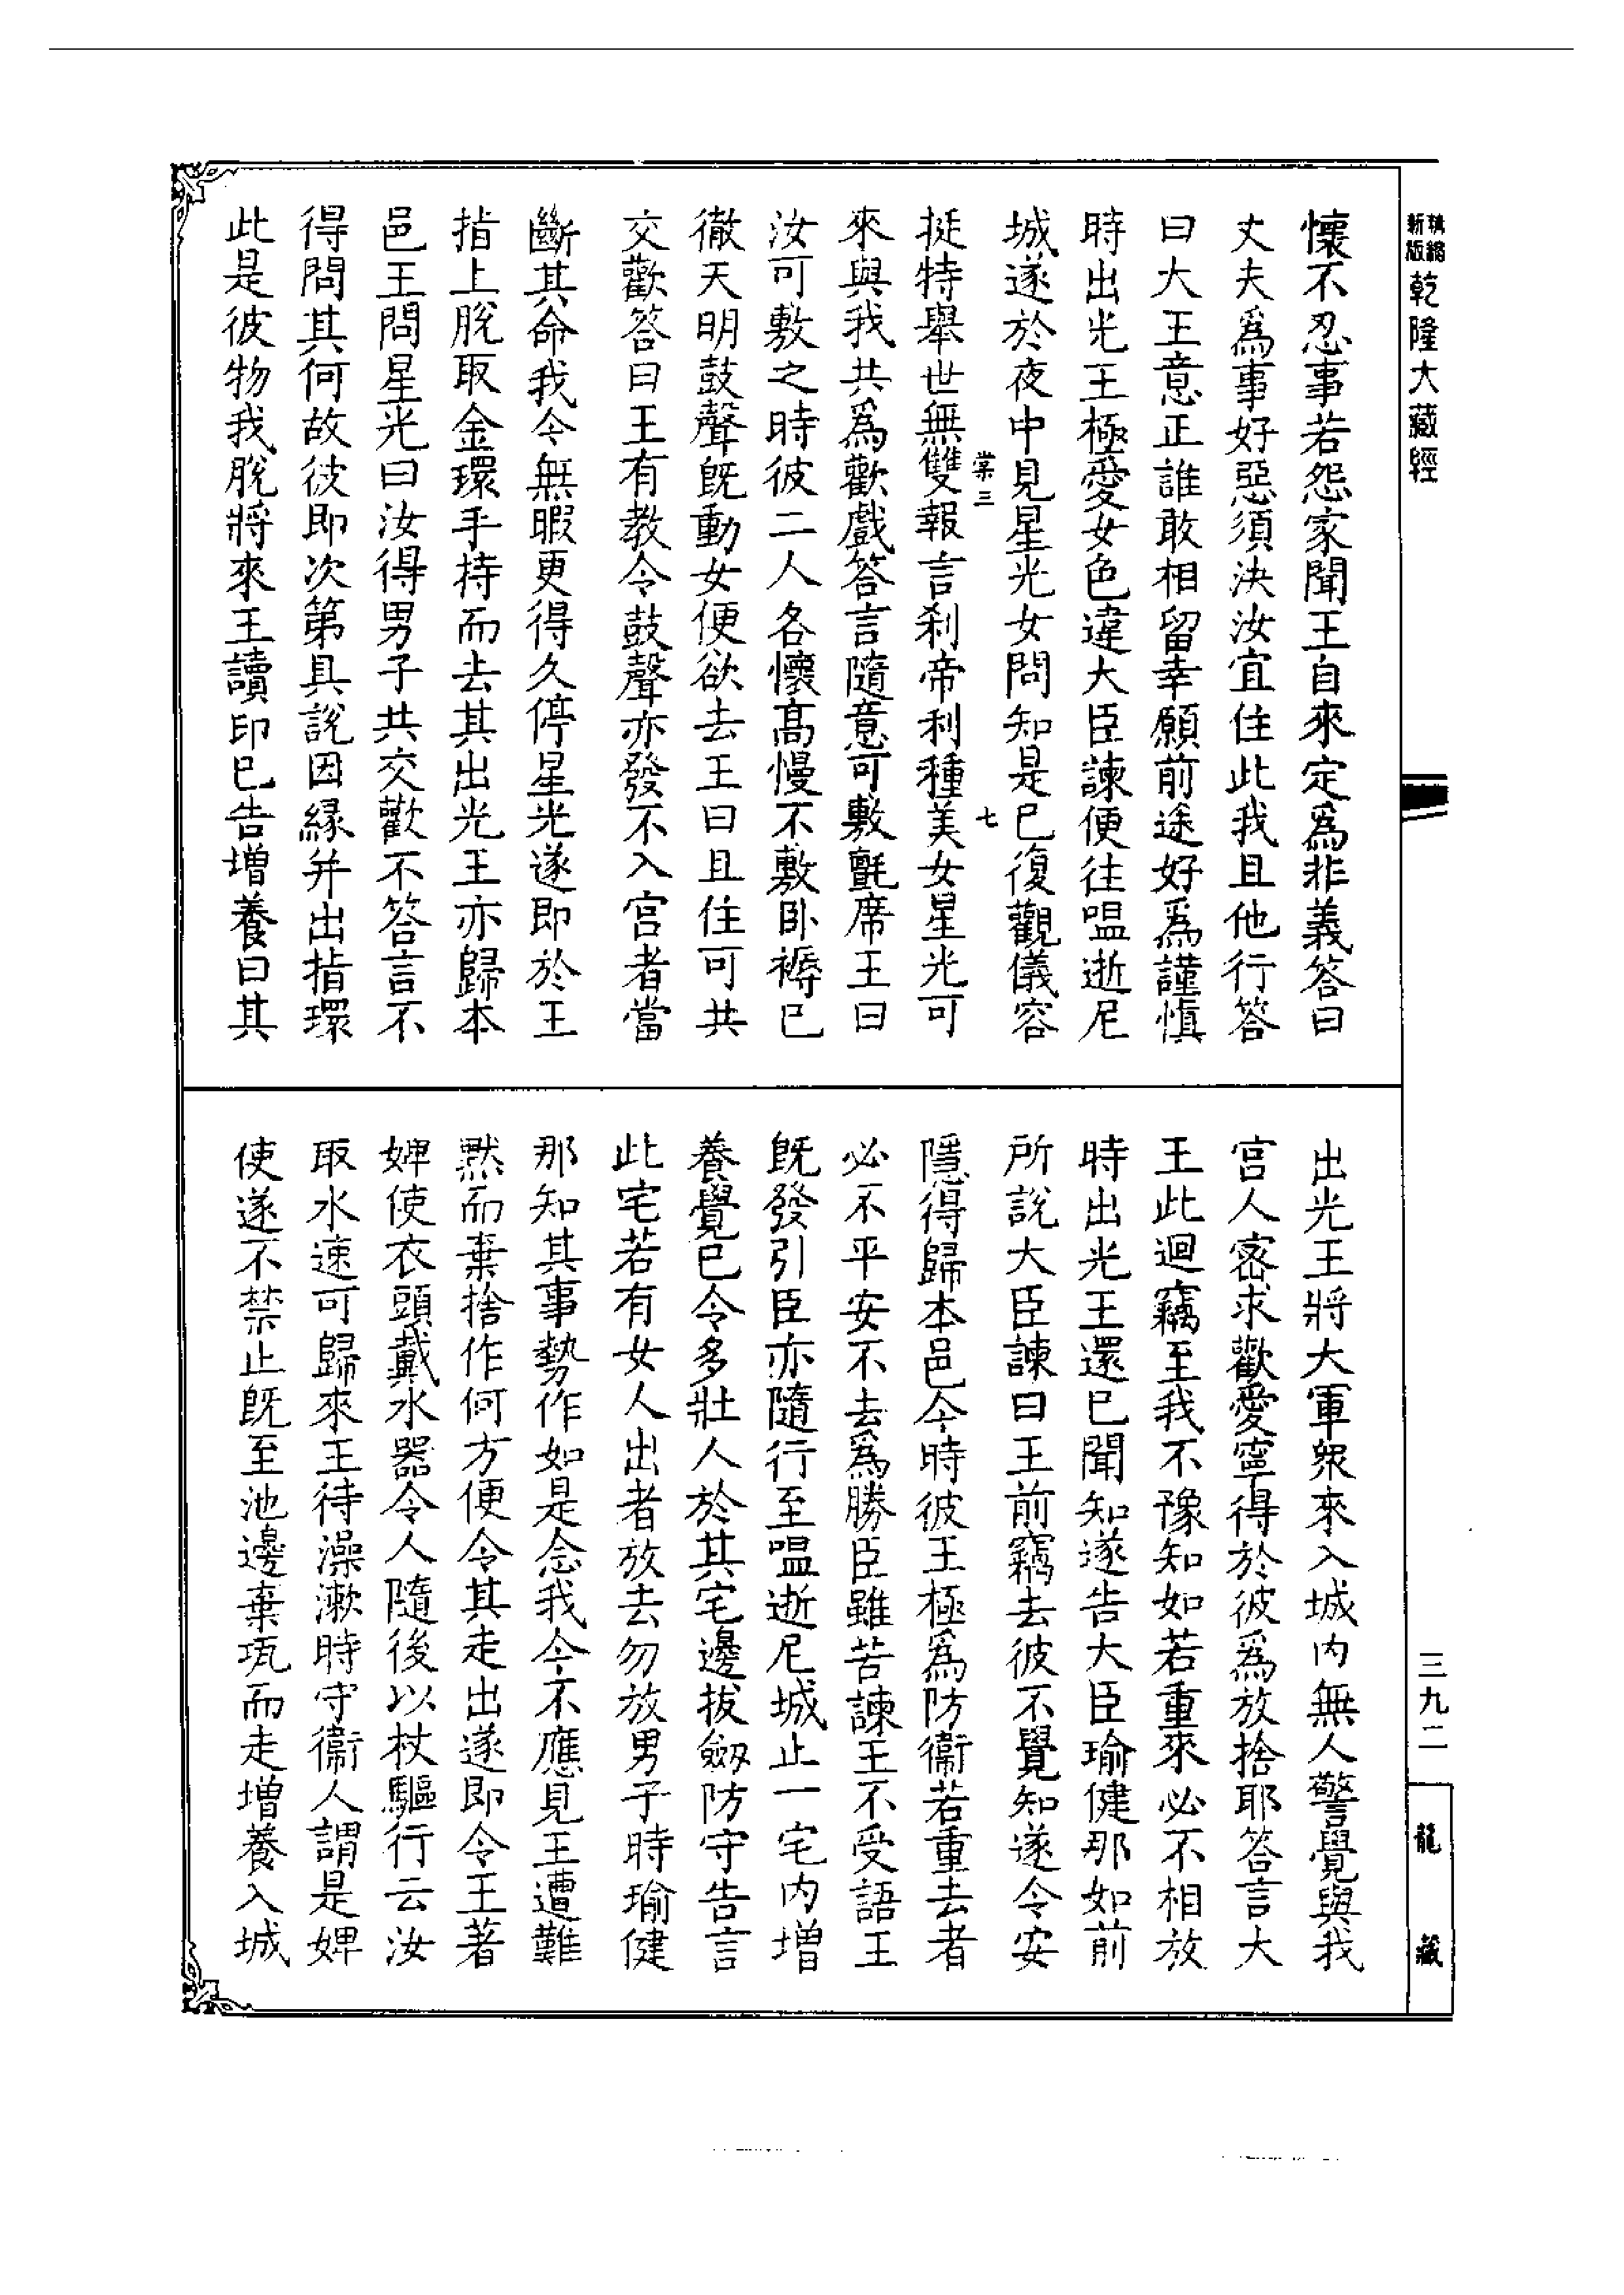 新版精縮
乾隆大藏經
懷不忍事若怨家聞王自來定爲非義答曰
丈夫爲事好惡須決汝宜住此我且他行答
曰大王意正誰敢相留幸願前途好爲謹慎
時出光王極愛女色違大臣諫便往嗢逝尼
城遂於夜中見星光女問知是已復觀儀容
棠三 七
挺特舉世無雙報言刹帝利種美女星光可
來與我共爲歡戲答言隨意可敷氈席王曰
汝可敷之時彼二人各懷髙慢不敷卧褥已
徹天明鼓聲旣動女便欲去王曰且住可共
交歡答曰王有教令鼓聲亦發不入宫者當
斷其命我今無暇更得久停星光遂即於王
指上脫取金環手持而去其出光王亦歸本
邑王問星光曰汝得男子共交歡不答言不
得問其何故彼即次第具說因緣并出指環
此是彼物我脫將來王讀印已告增養曰其
出光王將大軍衆來入城内無人警覺與我
宫人密求歡愛寧得於彼爲放捨耶答言大
王此迴竊至我不豫知如若重來必不相放
時出光王還已聞知遂告大臣瑜健那如前
所說大臣諫曰王前竊去彼不覺知遂令安
隱得歸本邑今時彼王極爲防衞若重去者
必不平安不去爲勝臣雖苦諫王不受語王
旣發引臣亦隨行至嗢逝尼城止一宅内增
養覺已令多壯人於其宅邊拔劔防守告言
此宅若有女人出者放去勿放男子時瑜健
那知其事勢作如是念我今不應見王遭難
默而棄捨作何方便令其走出遂即令王著
婢使衣頭戴水器令人隨後以杖驅行云汝
取水速可歸來王待澡漱時守衞人謂是婢
使遂不禁止旣至池邊棄瓨而走增養入城
三九二
龍藏